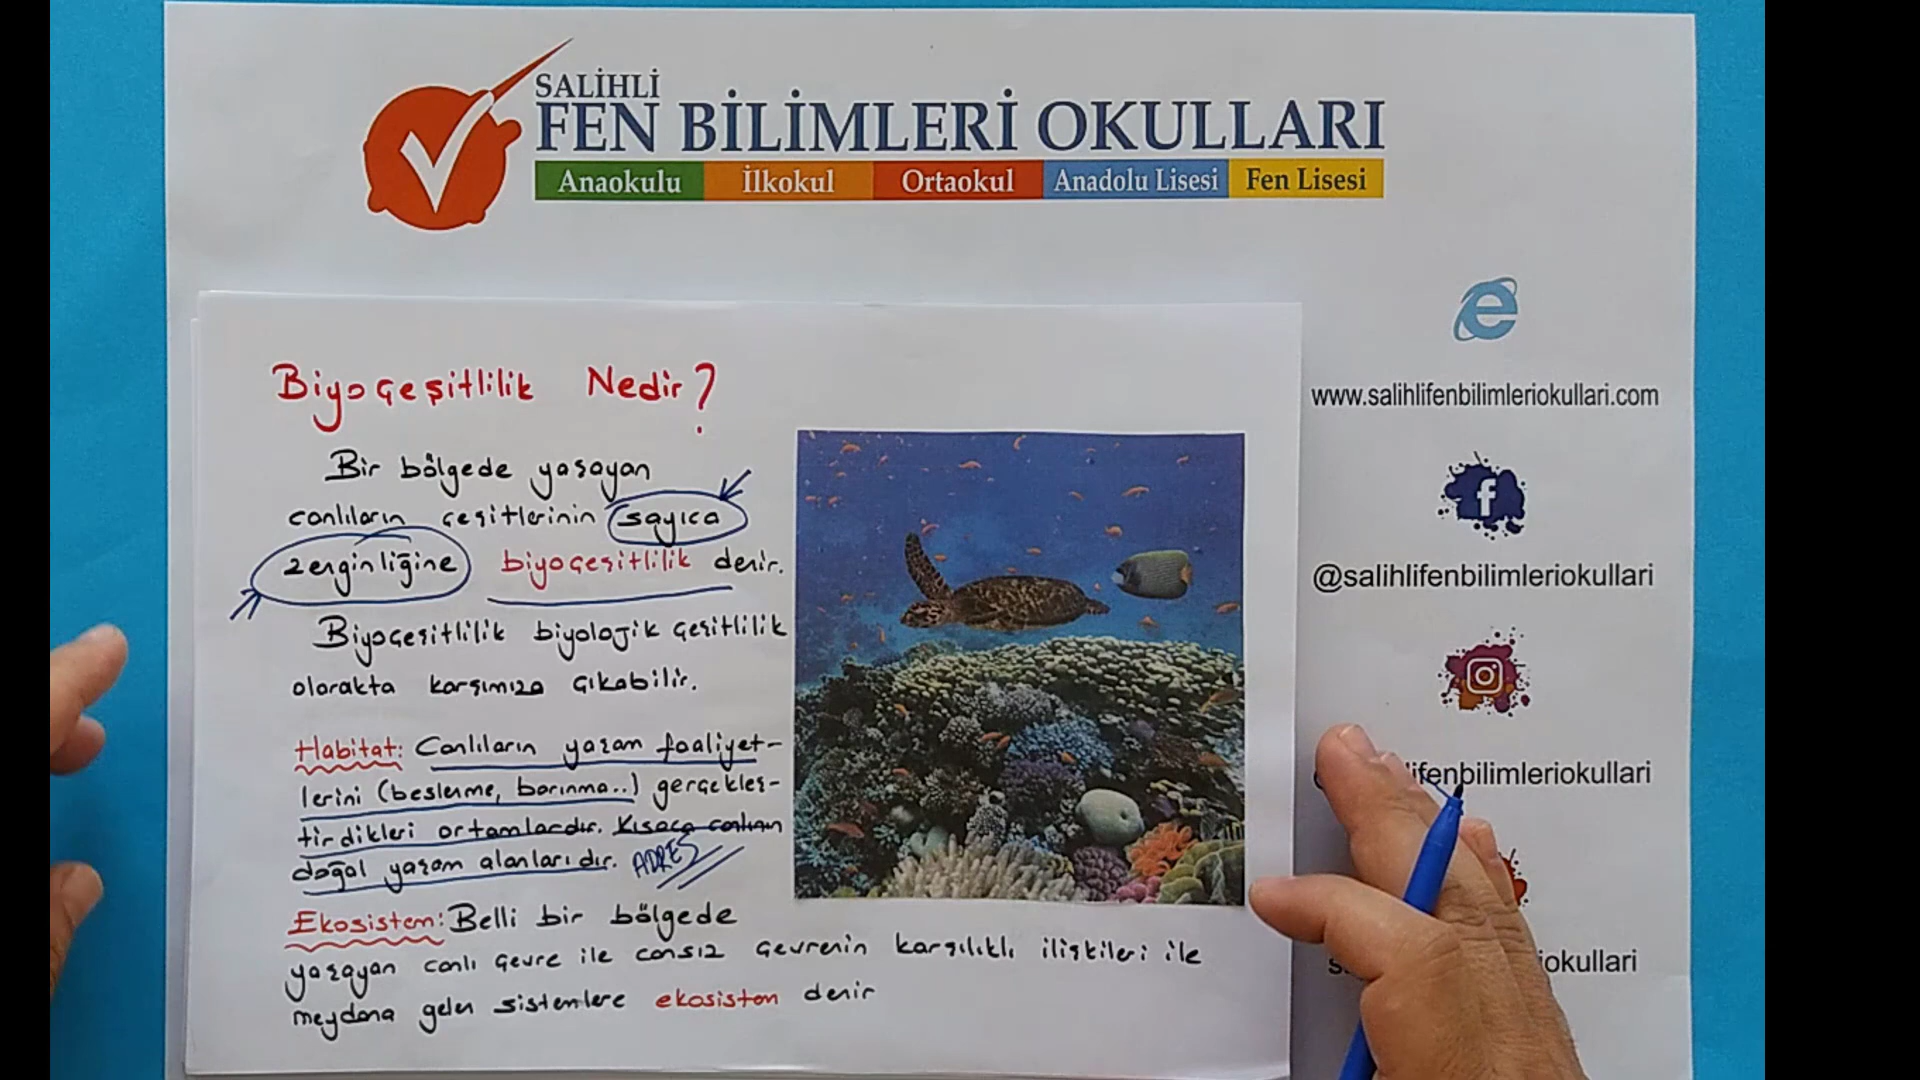 SALİHLİ
FEN BİLİMLERİ OKULLARI
Anaokulu İlkokul Ortaokul Anadolu Lisesi Fen Lisesi
www.salihlifenbilimleriokullari.com
@salihlifenbilimleriokullari
ifenbilimleriokullari
iokullari
Biyoçeşitlilik Nedir?
Bir bölgede yaşayan
canlıların çeşitlerinin sayıca
zenginliğine biyoçeşitlilik denir.
Biyoçeşitlilik biyolojik çeşitlilik
olarakta karşımıza çıkabilir.
Habitat: Canlıların yaşam faaliyet-
lerini (beslenme, barınma..) gerçekleş-
tirdikleri ortamlardır. Kısaca canlının
doğal yaşam alanlarıdır. ADRES
Ekosistem: Belli bir bölgede
yaşayan canlı çevre ile cansız çevrenin karşılıklı ilişkileri ile
meydana gelen sistemlere ekosistem denir